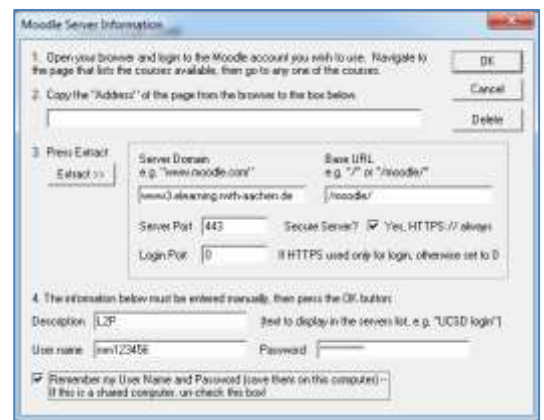 Moodle Server Information
1. Open your browser and login to the Moodle account you wish to use. Navigate to
the page that lists the courses available, then go to any one of the courses.
OK
2. Copy the "Address" of the page from the browser to the box below.
Cancel
Delete
3. Press Extract
Extract >>
Server Domain
e.g. "www.moodle.com"
Base URL
e.g. "/" or "/moodle/"
www3.elearning.rwth-aachen.de
/moodle/
Server Port 443
Secure Server? Yes, HTTPS:// always
Login Port 0
If HTTPS used only for login, otherwise set to 0
4. The information below must be entered manually, then press the OK button:
Description L2P
(text to display in the servers list, e.g. "UCSD login")
User name
Password
Remember my User Name and Password (save them on this computer) --
If this is a shared computer, un-check this box!